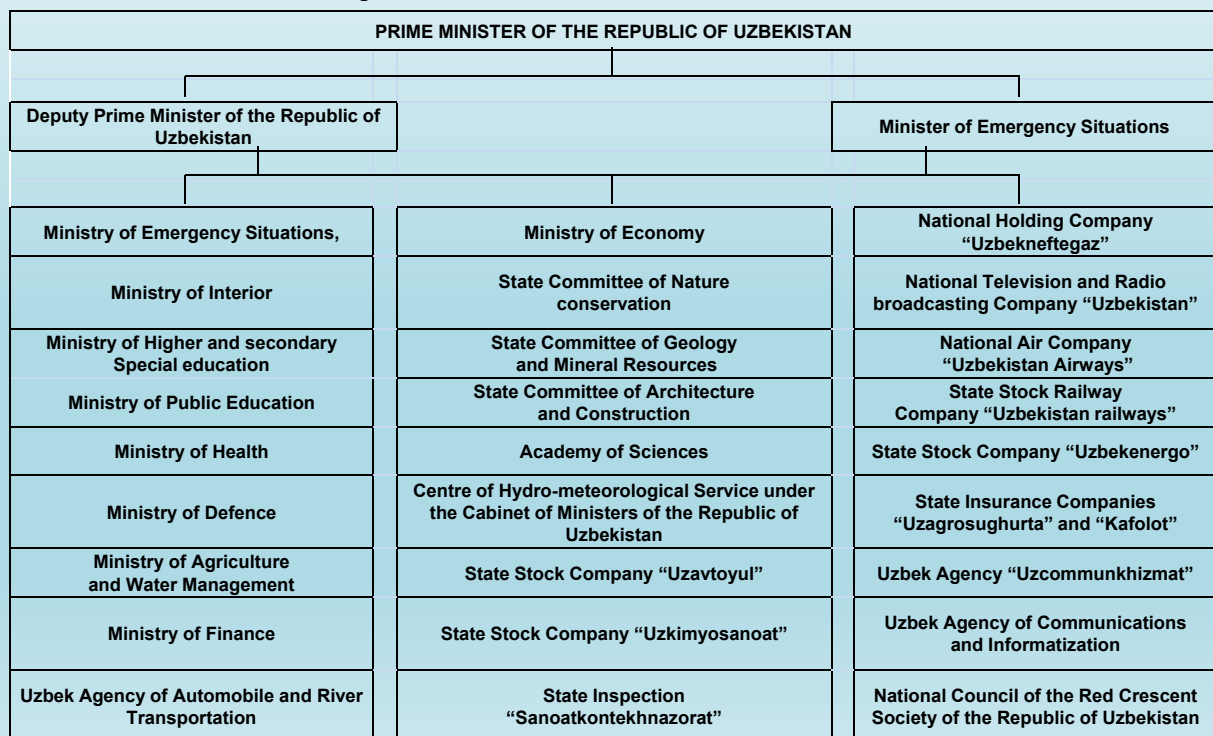 PRIME MINISTER OF THE REPUBLIC OF UZBEKISTAN
Deputy Prime Minister of the Republic of
Uzbekistan
Minister of Emergency Situations
Ministry of Emergency Situations,
Ministry of Economy
National Holding Company
“Uzbekneftegaz”
Ministry of Interior
State Committee of Nature
conservation
National Television and Radio
broadcasting Company “Uzbekistan”
Ministry of Higher and secondary
Special education
State Committee of Geology
and Mineral Resources
National Air Company
“Uzbekistan Airways”
Ministry of Public Education
State Committee of Architecture
and Construction
State Stock Railway
Company “Uzbekistan railways”
Ministry of Health
Academy of Sciences
State Stock Company “Uzbekenergo”
Ministry of Defence
Centre of Hydro-meteorological Service under
the Cabinet of Ministers of the Republic of
Uzbekistan
State Insurance Companies
“Uzagrosughurta” and “Kafolot”
Ministry of Agriculture
and Water Management
State Stock Company “Uzavtoyul”
Uzbek Agency “Uzcommunkhizmat”
Ministry of Finance
State Stock Company “Uzkimyosanoat”
Uzbek Agency of Communications
and Informatization
Uzbek Agency of Automobile and River
Transportation
State Inspection
“Sanoatkontekhnazorat”
National Council of the Red Crescent
Society of the Republic of Uzbekistan